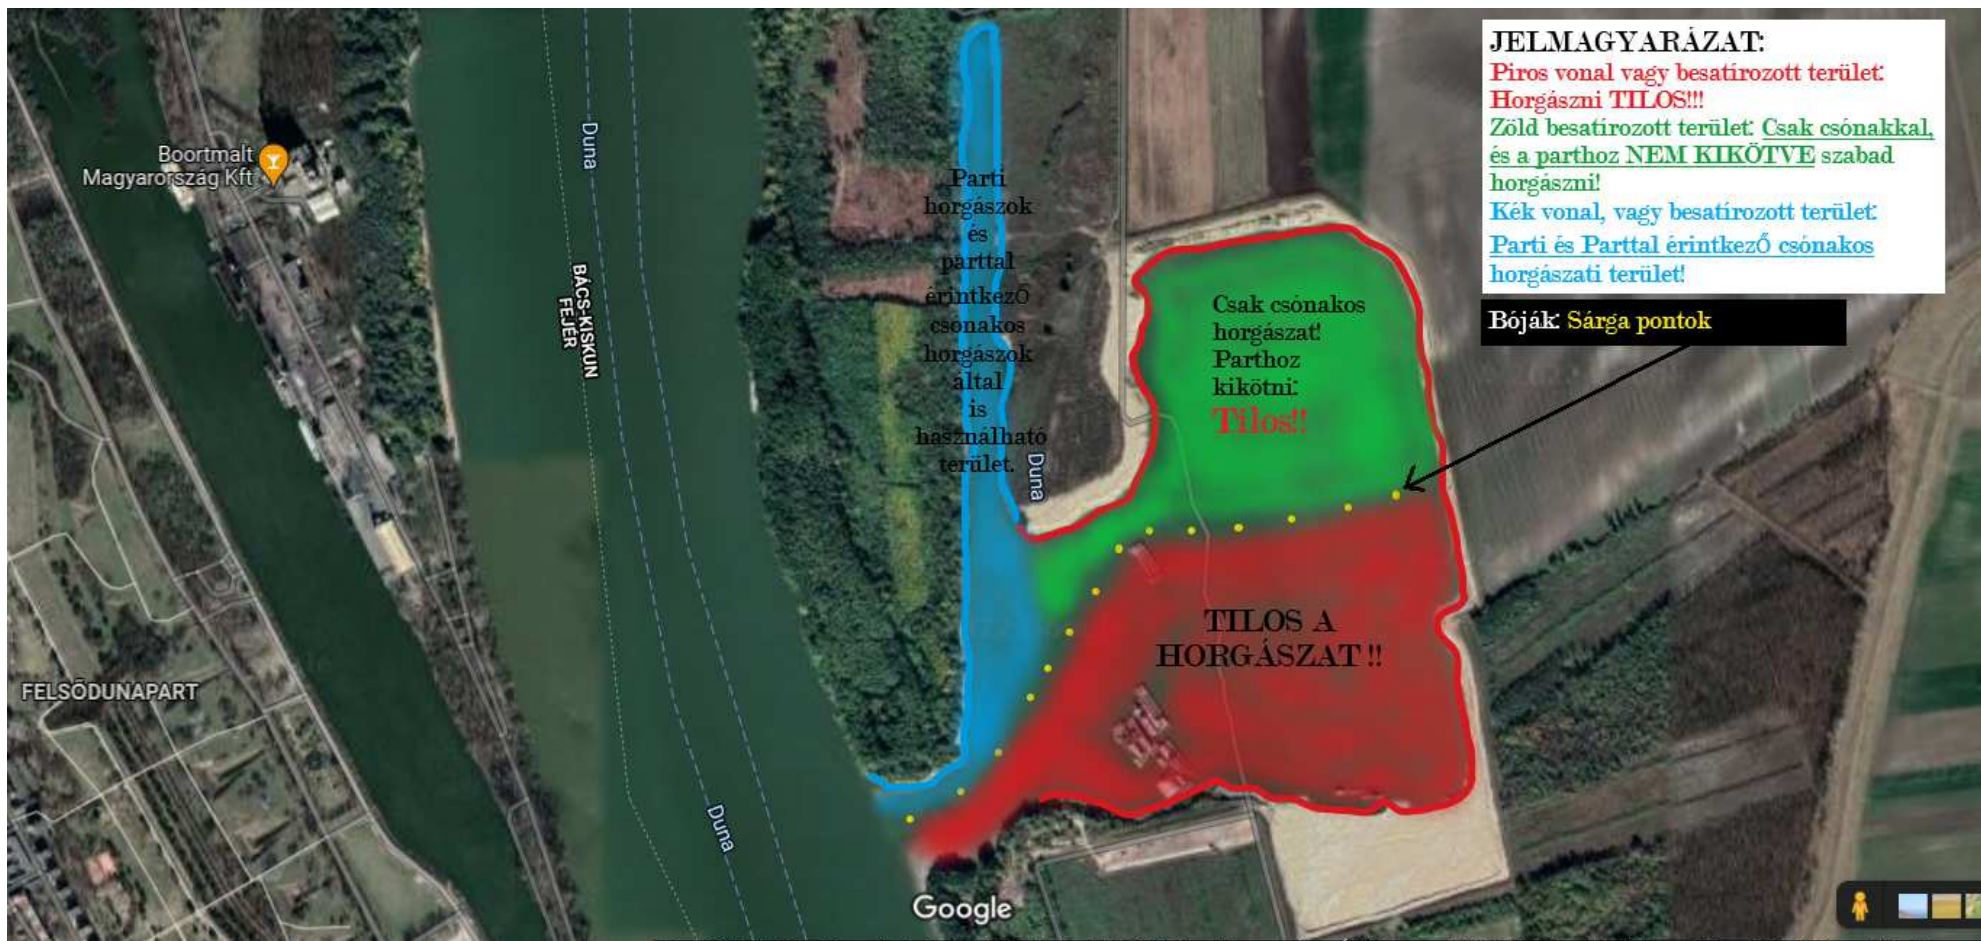 JELMAGYARÁZAT:
Piros vonal vagy besatírozott terület:
Horgászni TILOS!!!
Zöld besatírozott terület: Csak csónakkal,
és a parthoz NEM KIKÖTVE szabad
horgászni!
Kék vonal, vagy besatírozott terület:
Parti és Parttal érintkező csónakos
horgászati terület!
Bóják: Sárga pontok
Duna
Boortmalt
Magyarország Kft
BÁCS-KISKUN
FEJÉR
Parti
horgászok
és
parttal
érintkező
csonakos
horgászok
által
is
használható
terület.
Duna
Csak csónakos
horgászat!
Parthoz
kikötni:
Tilos!!
TILOS A
HORGÁSZAT !!
FELSŐDUNAPART
Duna
Google